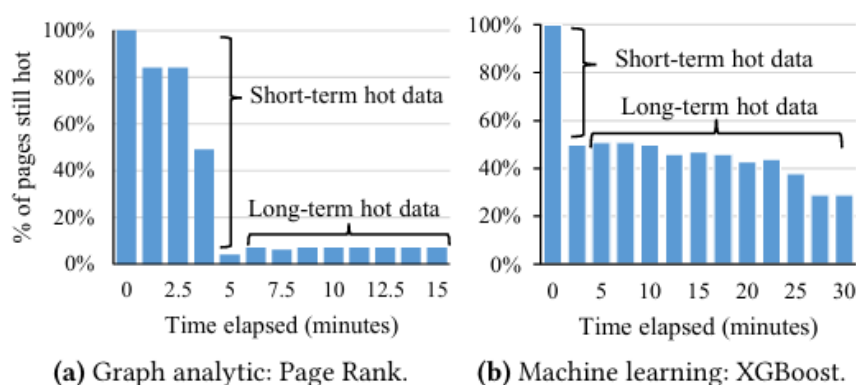 % of pages still hot
100%
80%
60%
40%
20%
0%
Short-term hot data
Long-term hot data
0 2.5 5 7.5 10 12.5 15
Time elapsed (minutes)
(a) Graph analytic: Page Rank.
100%
80%
60%
40%
20%
0%
Short-term hot data
Long-term hot data
0 5 10 15 20 25 30
Time elapsed (minutes)
(b) Machine learning: XGBoost.